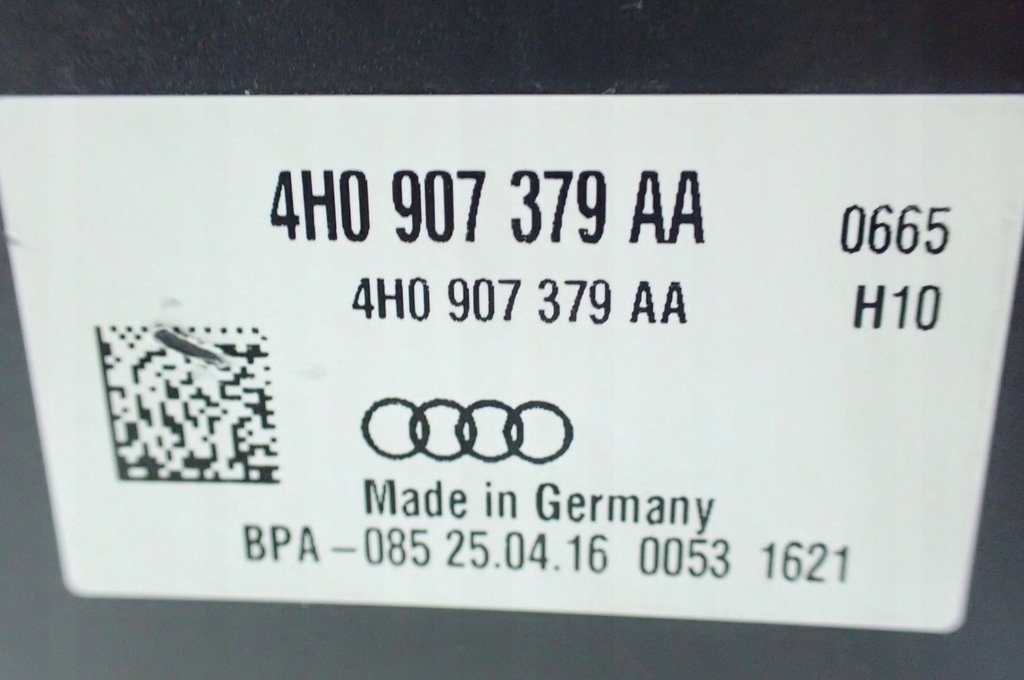 4H0 907 379 AA 0665
4H0 907 379 AA H10
Made in Germany
BPA – 085 25.04.16 0053 1621